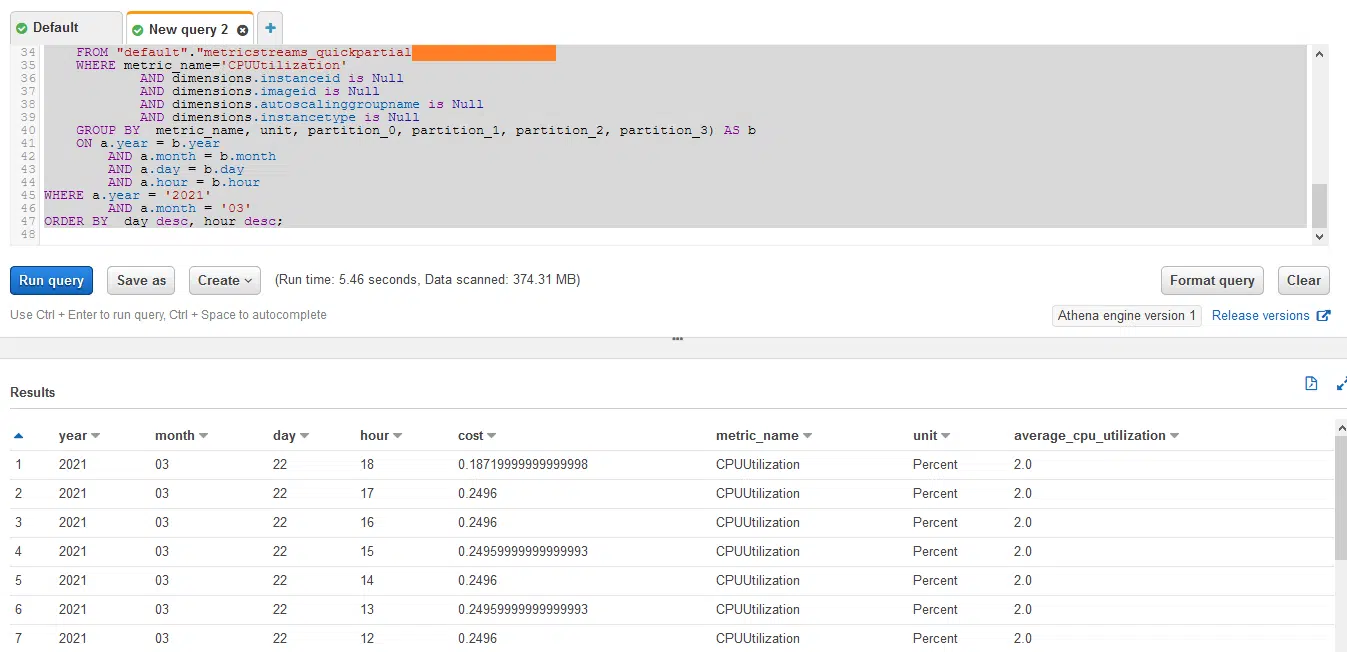 Default New query 2
34 FROM "default"."metricstreams_quickpartial
35 WHERE metric_name='CPUUtilization'
36 AND dimensions.instanceid is Null
37 AND dimensions.imageid is Null
38 AND dimensions.autoscalinggroupname is Null
39 AND dimensions.instancetype is Null
40 GROUP BY metric_name, unit, partition_0, partition_1, partition_2, partition_3) AS b
41 ON a.year = b.year
42 AND a.month = b.month
43 AND a.day = b.day
44 AND a.hour = b.hour
45 WHERE a.year = '2021'
46 AND a.month = '03'
47 ORDER BY day desc, hour desc;
48
Run query Save as Create (Run time: 5.46 seconds, Data scanned: 374.31 MB) Format query Clear
Use Ctrl + Enter to run query, Ctrl + Space to autocomplete Athena engine version 1 Release versions
Results
year month day hour cost metric_name unit average_cpu_utilization
1 2021 03 22 18 0.18719999999999998 CPUUtilization Percent 2.0
2 2021 03 22 17 0.2496 CPUUtilization Percent 2.0
3 2021 03 22 16 0.2496 CPUUtilization Percent 2.0
4 2021 03 22 15 0.24959999999999993 CPUUtilization Percent 2.0
5 2021 03 22 14 0.2496 CPUUtilization Percent 2.0
6 2021 03 22 13 0.24959999999999993 CPUUtilization Percent 2.0
7 2021 03 22 12 0.2496 CPUUtilization Percent 2.0